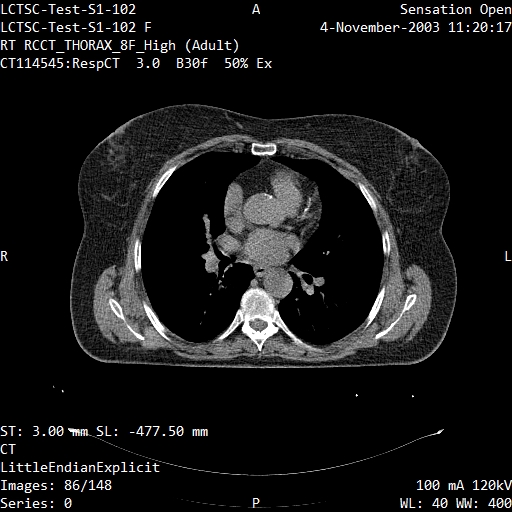 LCTSC-Test-S1-102 A Sensation Open
LCTSC-Test-S1-102 F 4-November-2003 11:20:17
RT RCCT_THORAX_8F_High (Adult)
CT114545:RespCT 3.0 B30f 50% Ex
R L
ST: 3.00 mm SL: -477.50 mm
CT
LittleEndianExplicit
Images: 86/148 100 mA 120kV
Series: 0 P WL: 40 WW: 400